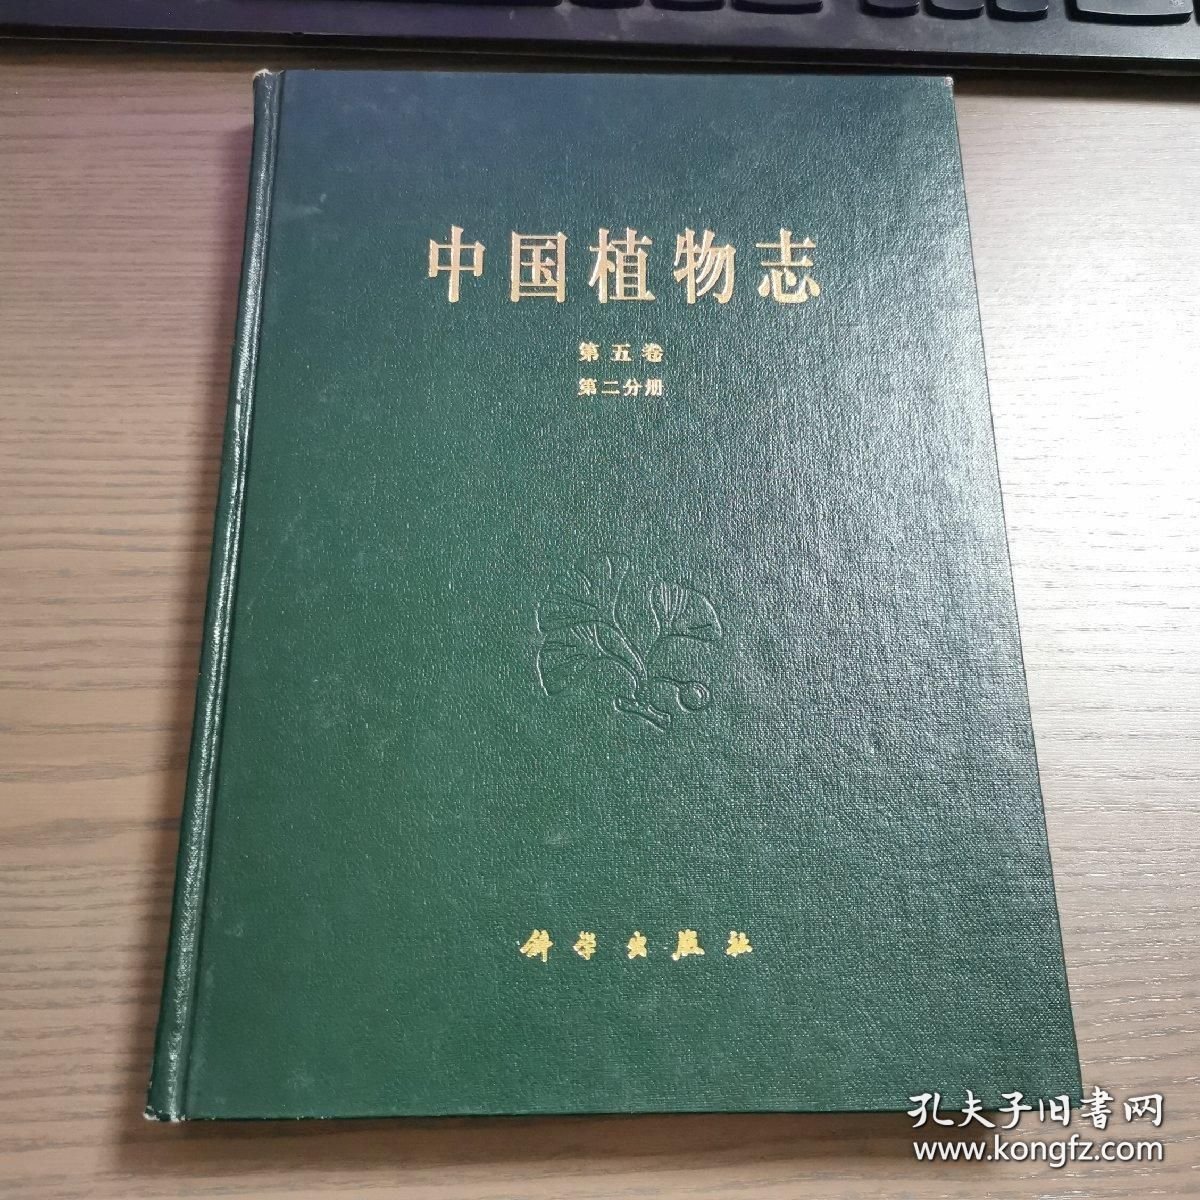 中国植物志
第五卷
第二分册
科学出版社
孔夫子旧書网
www.kongfz.com